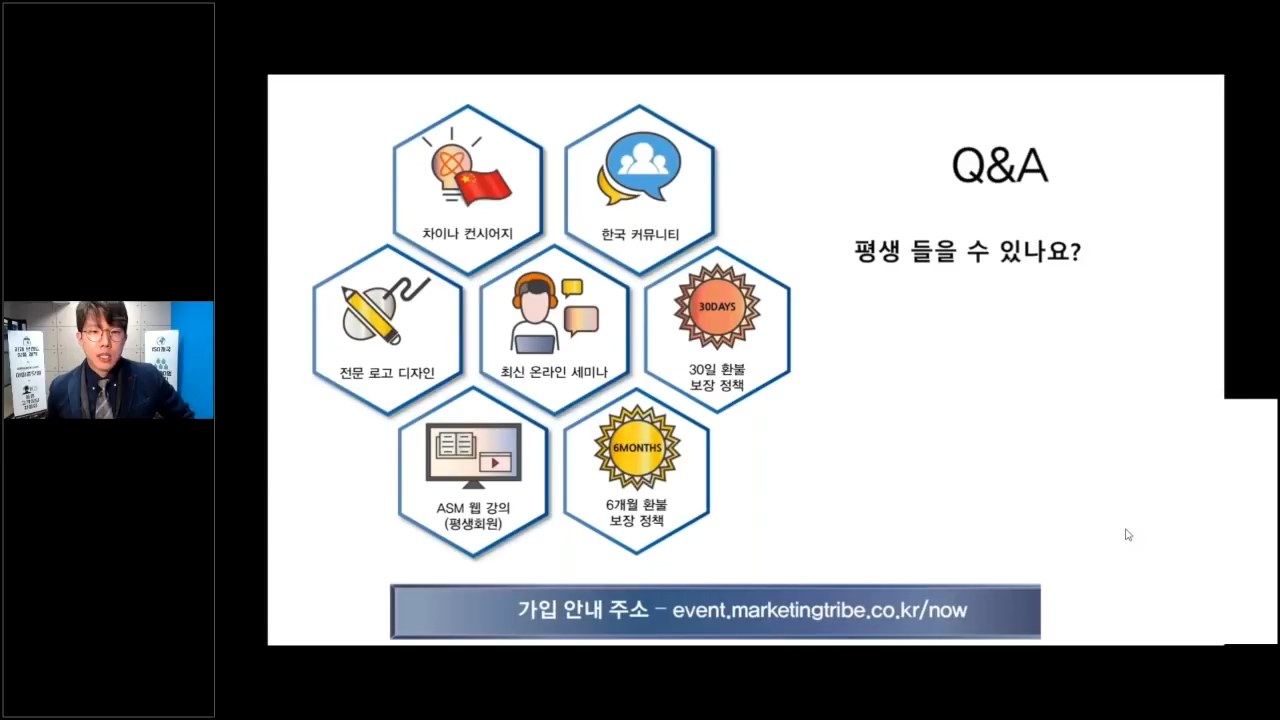 차이나 컨시어지
한국 커뮤니티
전문 로고 디자인
최신 온라인 세미나
30DAYS
30일 환불
보장 정책
ASM 웹 강의
(평생회원)
6MONTHS
6개월 환불
보장 정책
Q&A
평생 들을 수 있나요?
가입 안내 주소 – event.marketingtribe.co.kr/now